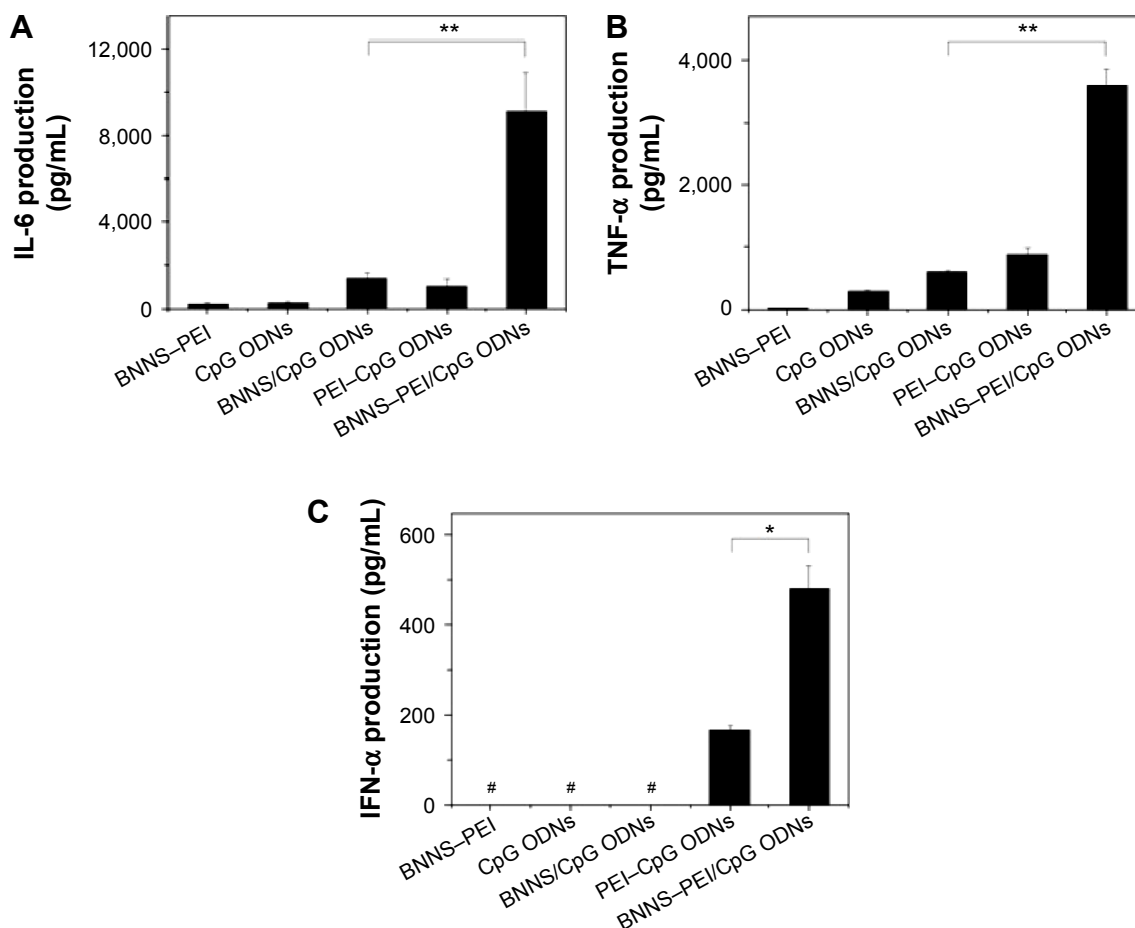 A
IL-6 production
(pg/mL)
12,000
8,000
4,000
0
**
BNNS–PEI
CpG ODNs
BNNS/CpG ODNs
PEI–CpG ODNs
BNNS–PEI/CpG ODNs
B
TNF-α production
(pg/mL)
4,000
2,000
0
**
BNNS–PEI
CpG ODNs
BNNS/CpG ODNs
PEI–CpG ODNs
BNNS–PEI/CpG ODNs
C
IFN-α production (pg/mL)
600
400
200
0
*
# # #
BNNS–PEI
CpG ODNs
BNNS/CpG ODNs
PEI–CpG ODNs
BNNS–PEI/CpG ODNs